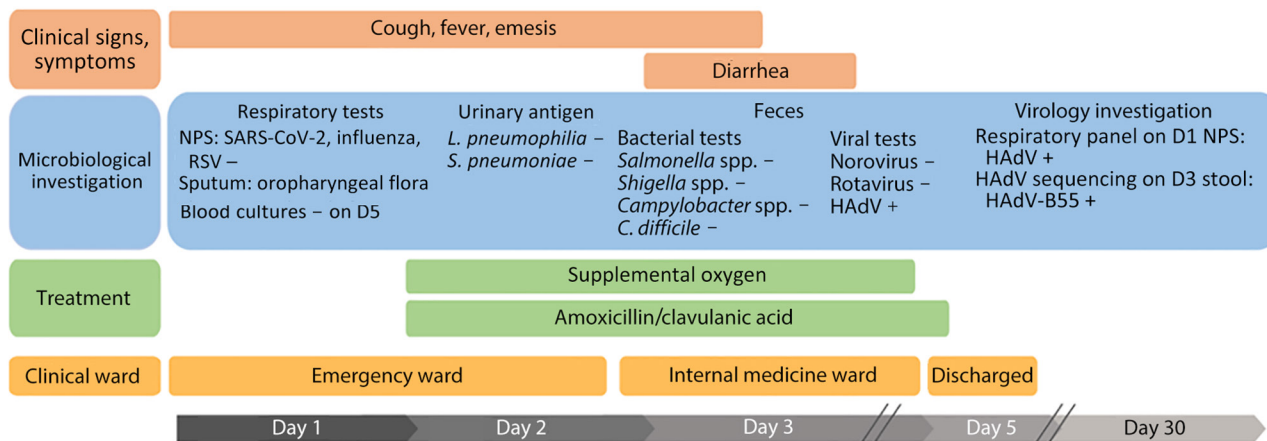 Clinical signs,
symptoms
Cough, fever, emesis
Diarrhea
Microbiological
investigation
Respiratory tests
NPS: SARS-CoV-2, influenza,
RSV –
Sputum: oropharyngeal flora
Blood cultures – on D5
Urinary antigen
L. pneumophilia –
S. pneumoniae –
Feces
Bacterial tests
Salmonella spp. –
Shigella spp. –
Campylobacter spp. –
C. difficile –
Viral tests
Norovirus –
Rotavirus –
HAdV +
Virology investigation
Respiratory panel on D1 NPS:
HAdV +
HAdV sequencing on D3 stool:
HAdV-B55 +
Treatment
Supplemental oxygen
Amoxicillin/clavulanic acid
Clinical ward
Emergency ward
Internal medicine ward
Discharged
Day 1
Day 2
Day 3
Day 5
Day 30